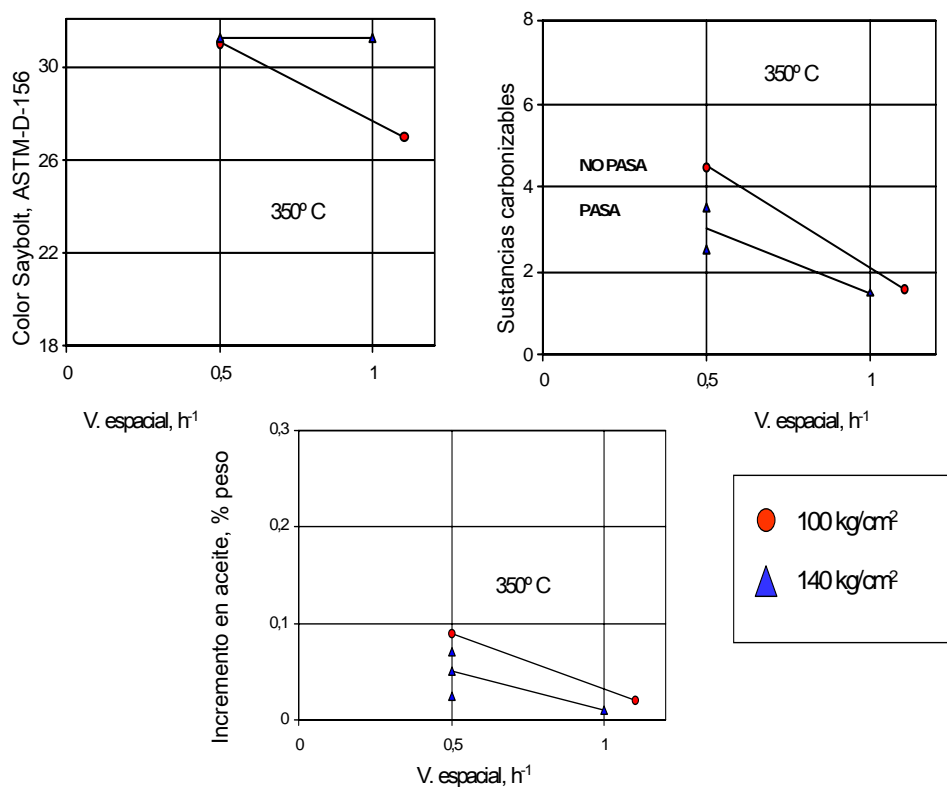 Color Saybolt, ASTM-D-156
30
26
22
18
0
0,5
1
350º C
V. espacial, h-1
Sustancias carbonizables
8
6
4
2
0
0
0,5
1
350º C
NO PASA
PASA
V. espacial, h-1
Incremento en aceite, % peso
0,3
0,2
0,1
0
0
0,5
1
350º C
V. espacial, h-1
100 kg/cm²
140 kg/cm²